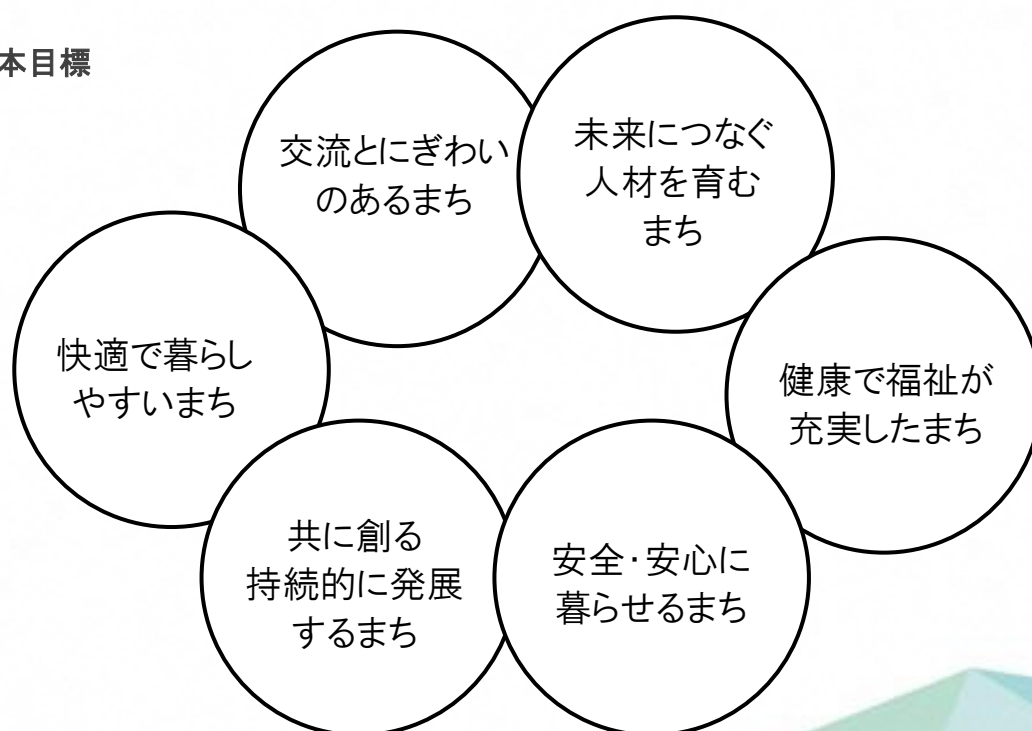 本目標
交流とにぎわい
のあるまち
未来につなぐ
人材を育む
まち
快適で暮らし
やすいまち
健康で福祉が
充実したまち
共に創る
持続的に発展
するまち
安全・安心に
暮らせるまち